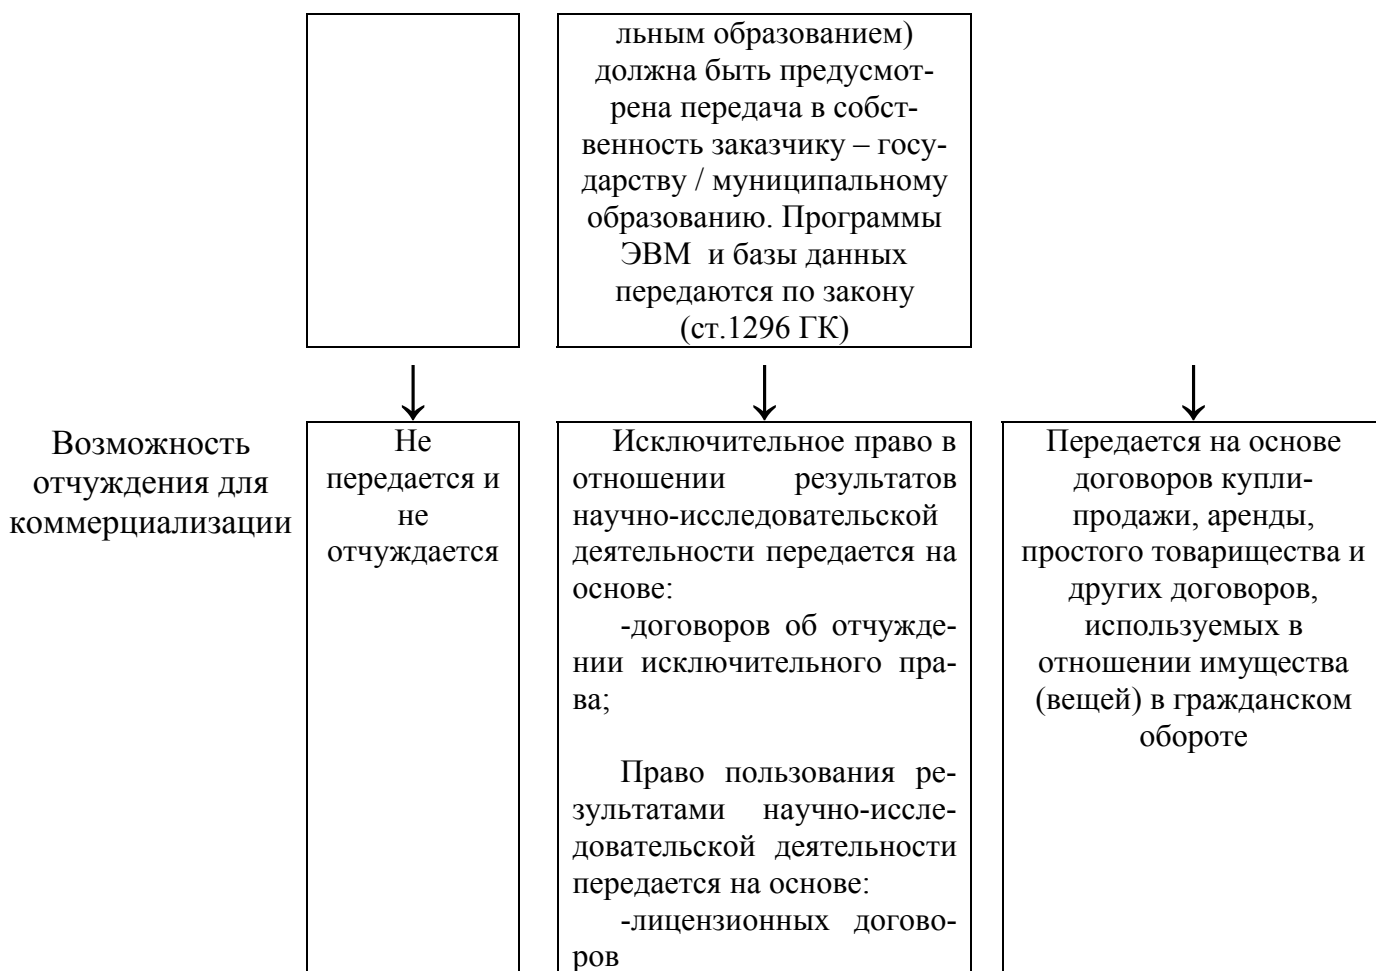 льным образованием)
должна быть предусмот-
рена передача в собст-
венность заказчику – госу-
дарству / муниципальному
образованию. Программы
ЭВМ и базы данных
передаются по закону
(ст.1296 ГК)
Возможность
отчуждения для
коммерциализации
Не
передается и
не
отчуждается
Исключительное право в
отношении результатов
научно-исследовательской
деятельности передается на
основе:
-договоров об отчужде-
нии исключительного пра-
ва;
Право пользования ре-
зультатами научно-иссле-
довательской деятельности
передается на основе:
-лицензионных догово-
ров
Передается на основе
договоров купли-
продажи, аренды,
простого товарищества и
других договоров,
используемых в
отношении имущества
(вещей) в гражданском
обороте